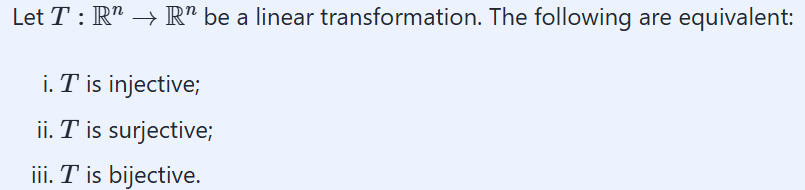 Let T : ℝⁿ → ℝⁿ be a linear transformation. The following are equivalent:
i. T is injective;
ii. T is surjective;
iii. T is bijective.